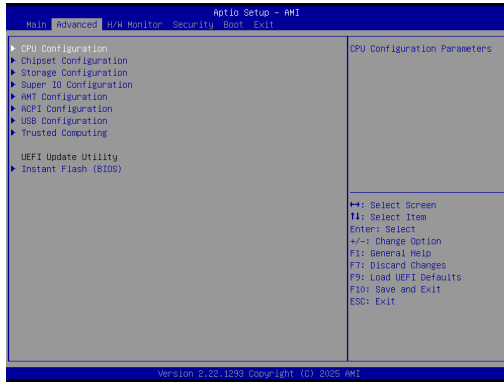 Aptio Setup - AMI
Main Advanced H/W Monitor Security Boot Exit
CPU Configuration
Chipset Configuration
Storage Configuration
Super IO Configuration
AMT Configuration
ACPI Configuration
USB Configuration
Trusted Computing
UEFI Update Utility
Instant Flash (BIOS)
CPU Configuration Parameters
↔: Select Screen
↑↓: Select Item
Enter: Select
+/-: Change Option
F1: General Help
F7: Discard Changes
F9: Load UEFI Defaults
F10: Save and Exit
ESC: Exit
Version 2.22.1293 Copyright (C) 2025 AMI